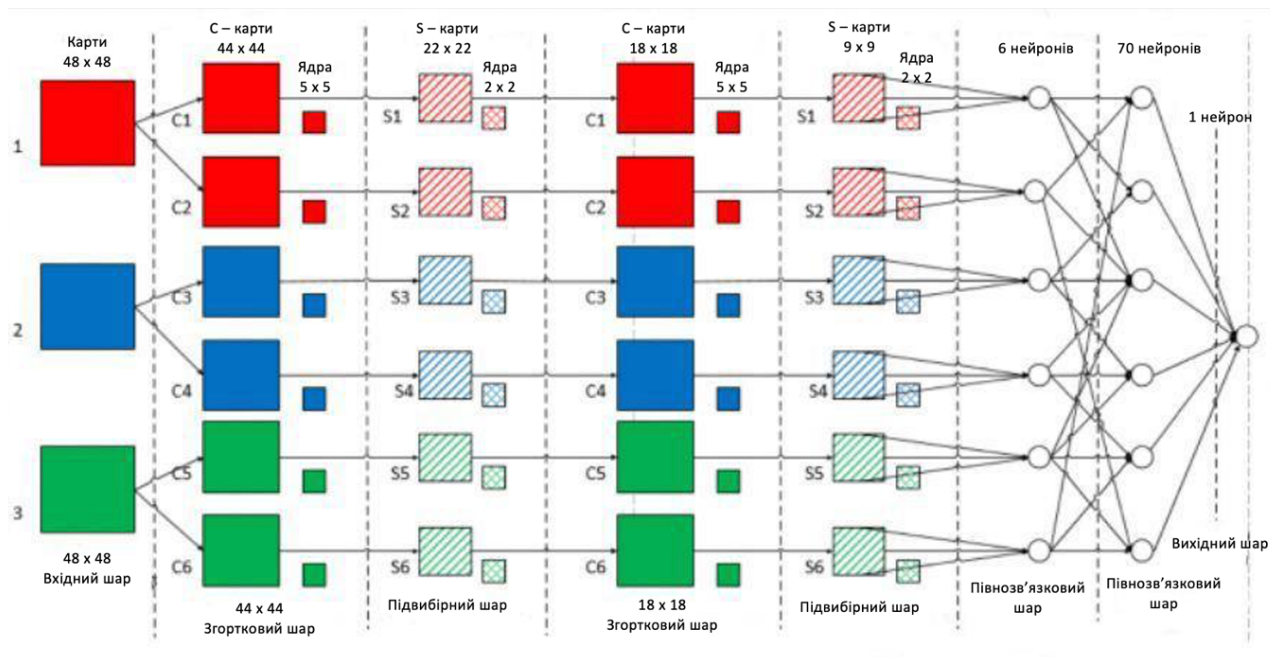 Карти
48 x 48
С – карти
44 x 44
Ядра
5 x 5
S – карти
22 x 22
Ядра
2 x 2
С – карти
18 x 18
Ядра
5 x 5
S – карти
9 x 9
Ядра
2 x 2
6 нейронів
70 нейронів
1 нейрон
1
C1
S1
C1
S1
C2
S2
C2
S2
2
C3
S3
C3
S3
C4
S4
C4
S4
3
C5
S5
C5
S5
C6
S6
C6
S6
48 x 48
Вхідний шар
44 x 44
Згортковий шар
Підвибірний шар
18 x 18
Згортковий шар
Підвибірний шар
Півнозв’язковий
шар
Півнозв’язковий
шар
Вихідний шар